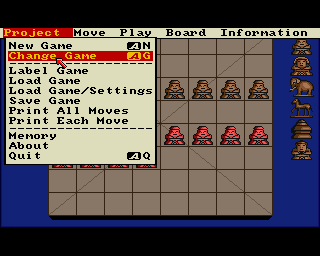 Project Move Play Board Information
New Game A N
Change Game A G
Label Game
Load Game
Load Game/Settings
Save Game
Print All Moves
Print Each Move
Memory
About
Quit A Q